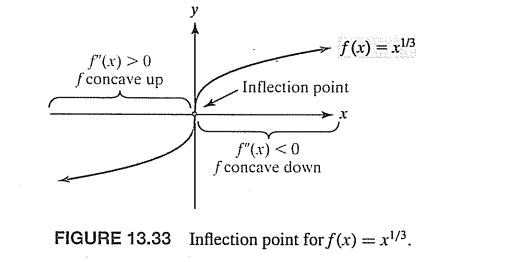 y
f(x) = x^{1/3}
f″(x) > 0
f concave up
Inflection point
x
f″(x) < 0
f concave down
FIGURE 13.33 Inflection point for f(x) = x^{1/3}.